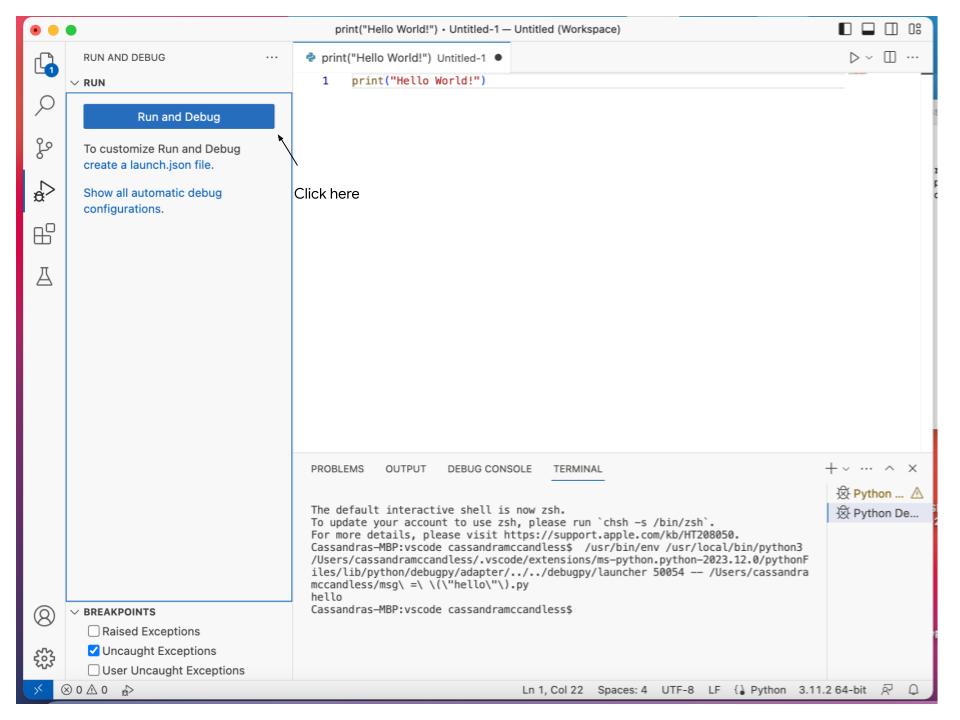 print("Hello World!") • Untitled-1 — Untitled (Workspace)
1
RUN AND DEBUG
RUN
Run and Debug
To customize Run and Debug
create a launch.json file.
Show all automatic debug
configurations.
print("Hello World!") Untitled-1
1 print("Hello World!")
Click here
PROBLEMS OUTPUT DEBUG CONSOLE TERMINAL
Python ...
Python De...
The default interactive shell is now zsh.
To update your account to use zsh, please run `chsh -s /bin/zsh`.
For more details, please visit https://support.apple.com/kb/HT208050.
Cassandras-MBP:vscode cassandramccandless$  /usr/bin/env /usr/local/bin/python3
/Users/cassandramccandless/.vscode/extensions/ms-python.python-2023.12.0/pythonF
iles/lib/python/debugpy/adapter/../../debugpy/launcher 50054 -- /Users/cassandra
mccandless/msg\ =\ \(\"hello\"\).py
hello
Cassandras-MBP:vscode cassandramccandless$
BREAKPOINTS
Raised Exceptions
Uncaught Exceptions
User Uncaught Exceptions
0 0 Ln 1, Col 22 Spaces: 4 UTF-8 LF Python 3.11.2 64-bit